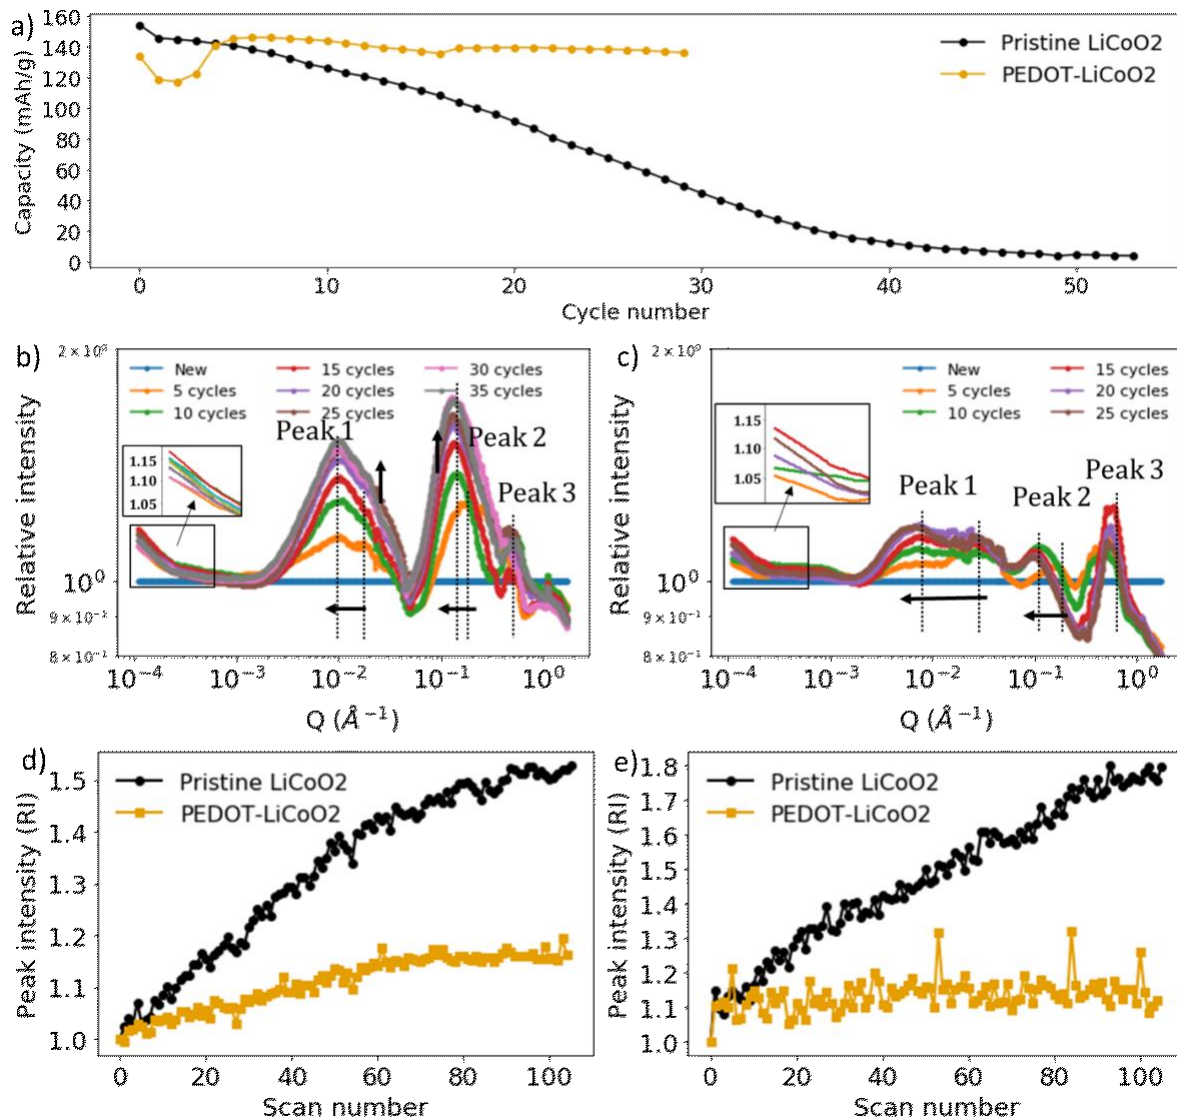 a)
160
140
120
100
80
60
40
20
0
Capacity (mAh/g)
Pristine LiCoO2
PEDOT-LiCoO2
0 10 20 30 40 50
Cycle number
b)
2 × 10⁰
10⁰
9 × 10⁻¹
8 × 10⁻¹
Relative intensity
New 15 cycles 30 cycles
5 cycles 20 cycles 35 cycles
10 cycles 25 cycles
Peak 1
Peak 2
Peak 3
1.15
1.10
1.05
10⁻⁴ 10⁻³ 10⁻² 10⁻¹ 10⁰
Q (Å⁻¹)
c)
2 × 10⁰
10⁰
9 × 10⁻¹
8 × 10⁻¹
Relative intensity
New 15 cycles
5 cycles 20 cycles
10 cycles 25 cycles
1.15
1.10
1.05
Peak 1
Peak 2
Peak 3
10⁻⁴ 10⁻³ 10⁻² 10⁻¹ 10⁰
Q (Å⁻¹)
d)
1.5
1.4
1.3
1.2
1.1
1.0
Peak intensity (RI)
Pristine LiCoO2
PEDOT-LiCoO2
0 20 40 60 80 100
Scan number
e)
1.8
1.7
1.6
1.5
1.4
1.3
1.2
1.1
1.0
Peak intensity (RI)
Pristine LiCoO2
PEDOT-LiCoO2
0 20 40 60 80 100
Scan number